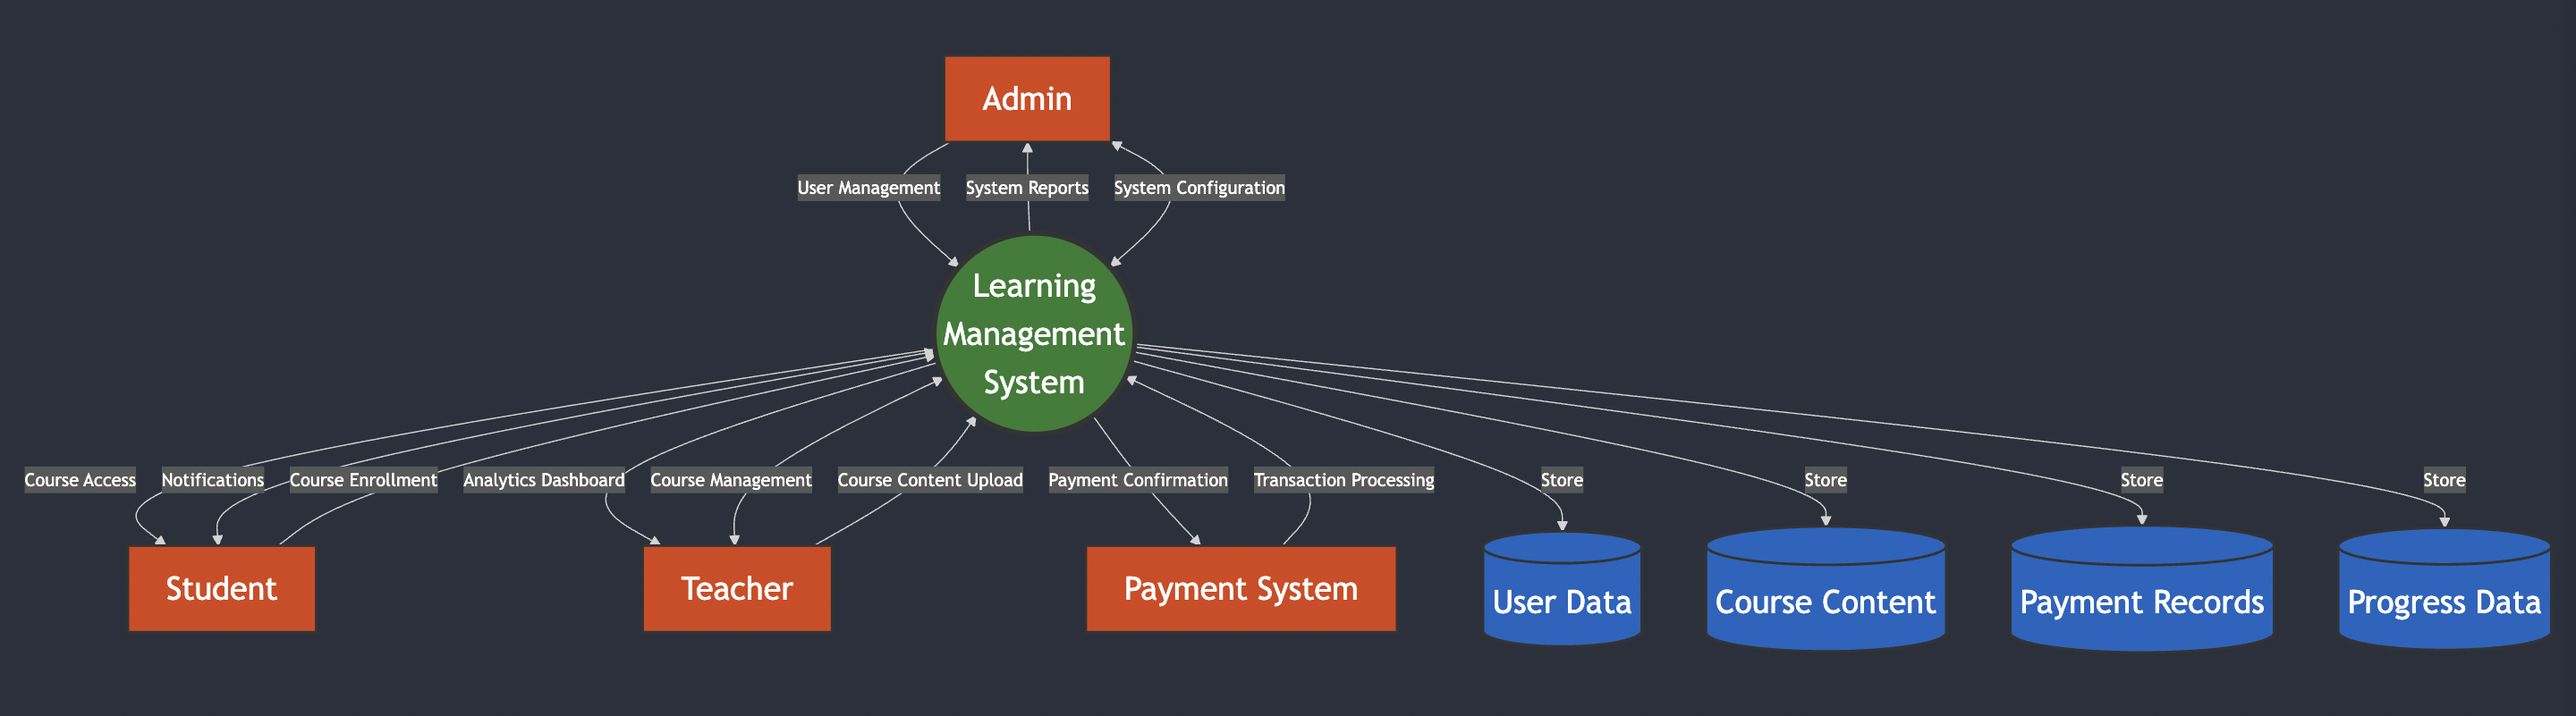 Admin
User Management
System Reports
System Configuration
Learning
Management
System
Course Access
Notifications
Course Enrollment
Analytics Dashboard
Course Management
Course Content Upload
Payment Confirmation
Transaction Processing
Store
Store
Store
Store
Student
Teacher
Payment System
User Data
Course Content
Payment Records
Progress Data